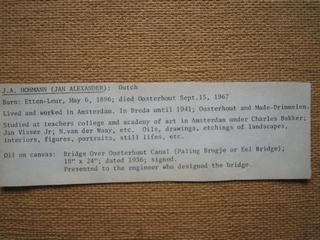 J.A. HOHMANN (JAN ALEXANDER): Dutch
Born: Etten-Leur, May 6, 1896; died Oosterhout Sept.15, 1967
Lived and worked in Amsterdam. In Breda until 1941; Oosterhout and Made-Drimmelen.
Studied at teachers college and academy of art in Amsterdam under Charles Bakker;
Jan Visser Jr; N.van der Waay, etc. Oils, drawings, etchings of landscapes,
interiors, figures, portraits, still lifes, etc.
Oil on canvas: Bridge Over Oosterhout Canal (Paling Brugje or Eel Bridge);
18" x 24"; dated 1936; signed.
Presented to the engineer who designed the bridge.